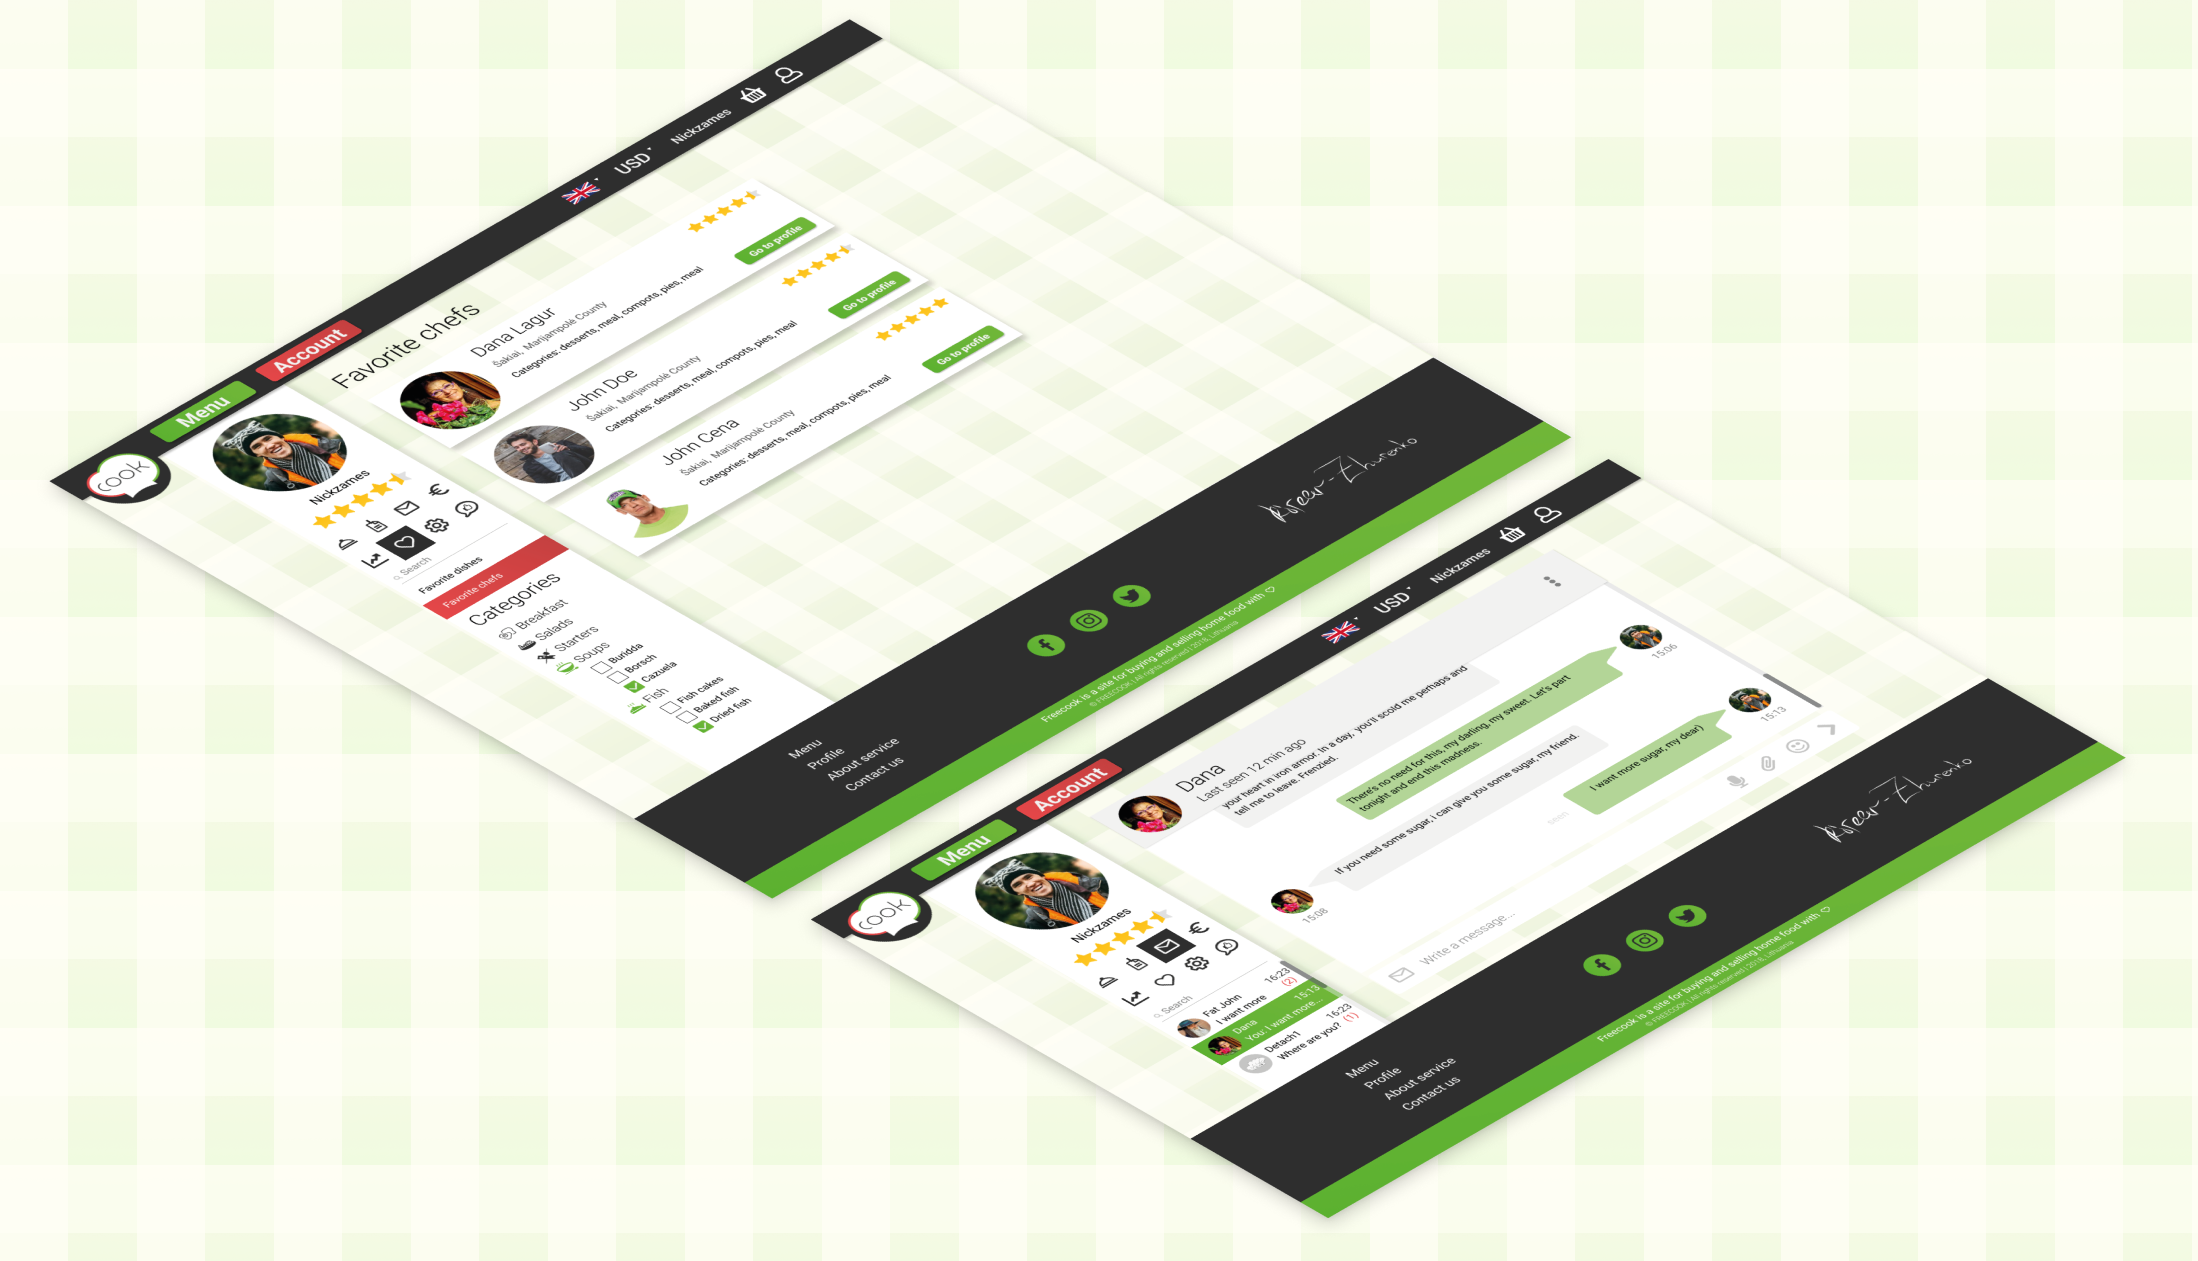 cook
Menu
Account
USD
Nickzames
Nickzames
Search
Favorite dishes
Favorite chefs
Categories
Breakfast
Salads
Starters
Soups
Buridda
Borsch
Cazuela
Fish
Fish cakes
Baked fish
Dried fish
Favorite chefs
Dana Lagur
Šakiai, Marijampolė County
Categories: desserts, meal, compots, pies, meal
Go to profile
John Doe
Šakiai, Marijampolė County
Categories: desserts, meal, compots, pies, meal
Go to profile
John Cena
Šakiai, Marijampolė County
Categories: desserts, meal, compots, pies, meal
Go to profile
Menu
Profile
About service
Contact us
Freecook is a site for buying and selling home food with
© FREECOOK | All rights reserved | 2018, Lithuania
cook
Menu
Account
USD
Nickzames
Nickzames
Search
Fat John 16:23
I want more (2)
Dana 15:13
You: I want more...
Detach1 16:23
Where are you? (1)
Dana
Last seen 12 min ago
your heart in iron armor. In a day, you'll scold me perhaps and
tell me to leave. Frenzied.
There's no need for this, my darling, my sweet. Let's part
tonight and end this madness.
15:06
If you need some sugar, i can give you some sugar, my friend.
15:08
I want more sugar, my dear)
15:13
seen
Write a message...
Menu
Profile
About service
Contact us
Freecook is a site for buying and selling home food with
© FREECOOK | All rights reserved | 2018, Lithuania